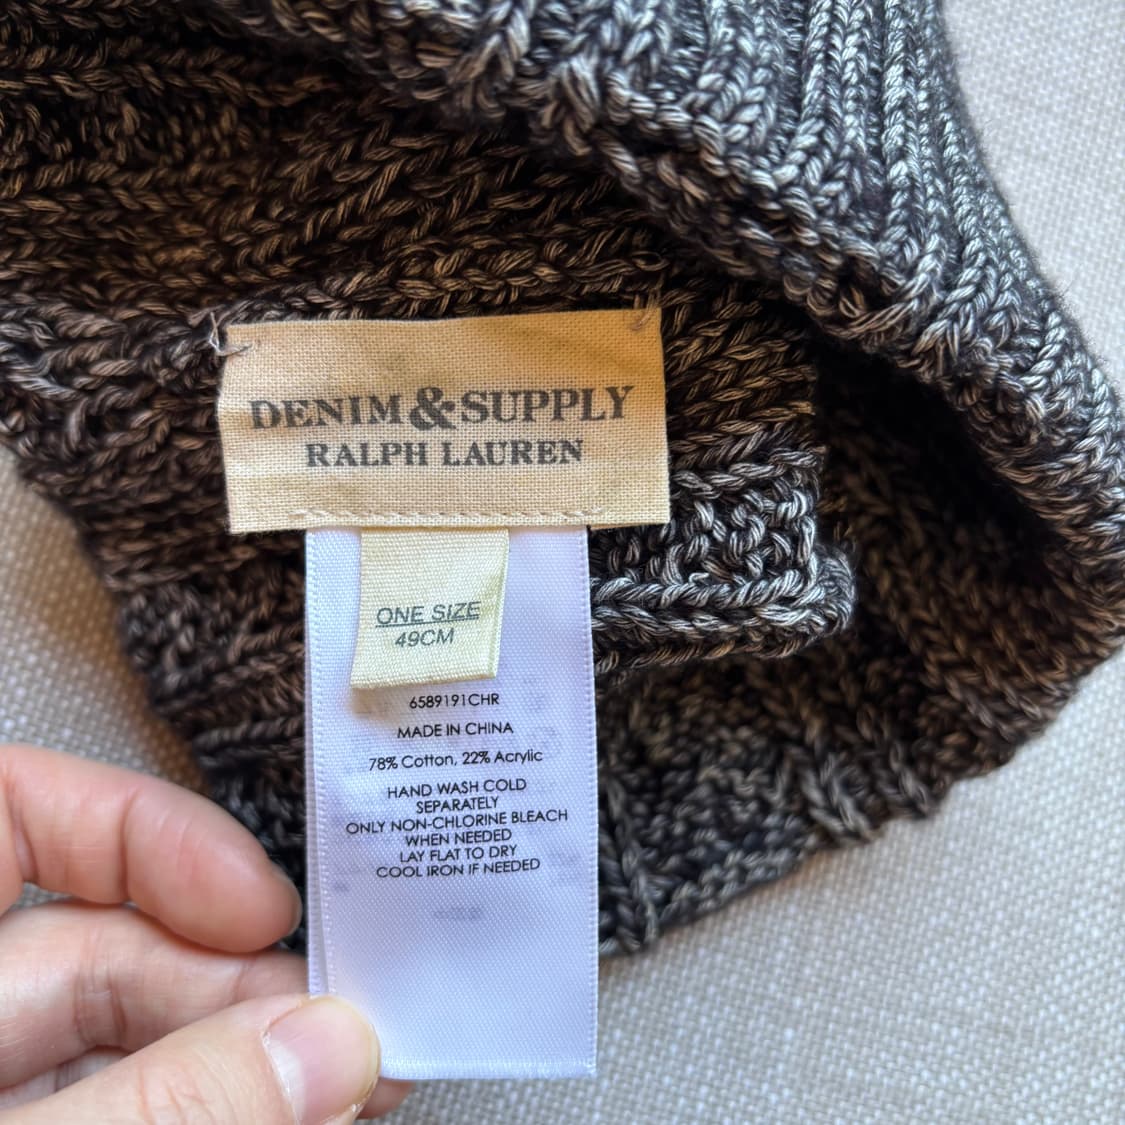 DENIM&SUPPLY
RALPH LAUREN
ONE SIZE
49CM
6589191CHR
MADE IN CHINA
78% Cotton, 22% Acrylic
HAND WASH COLD
SEPARATELY
ONLY NON-CHLORINE BLEACH
WHEN NEEDED
LAY FLAT TO DRY
COOL IRON IF NEEDED